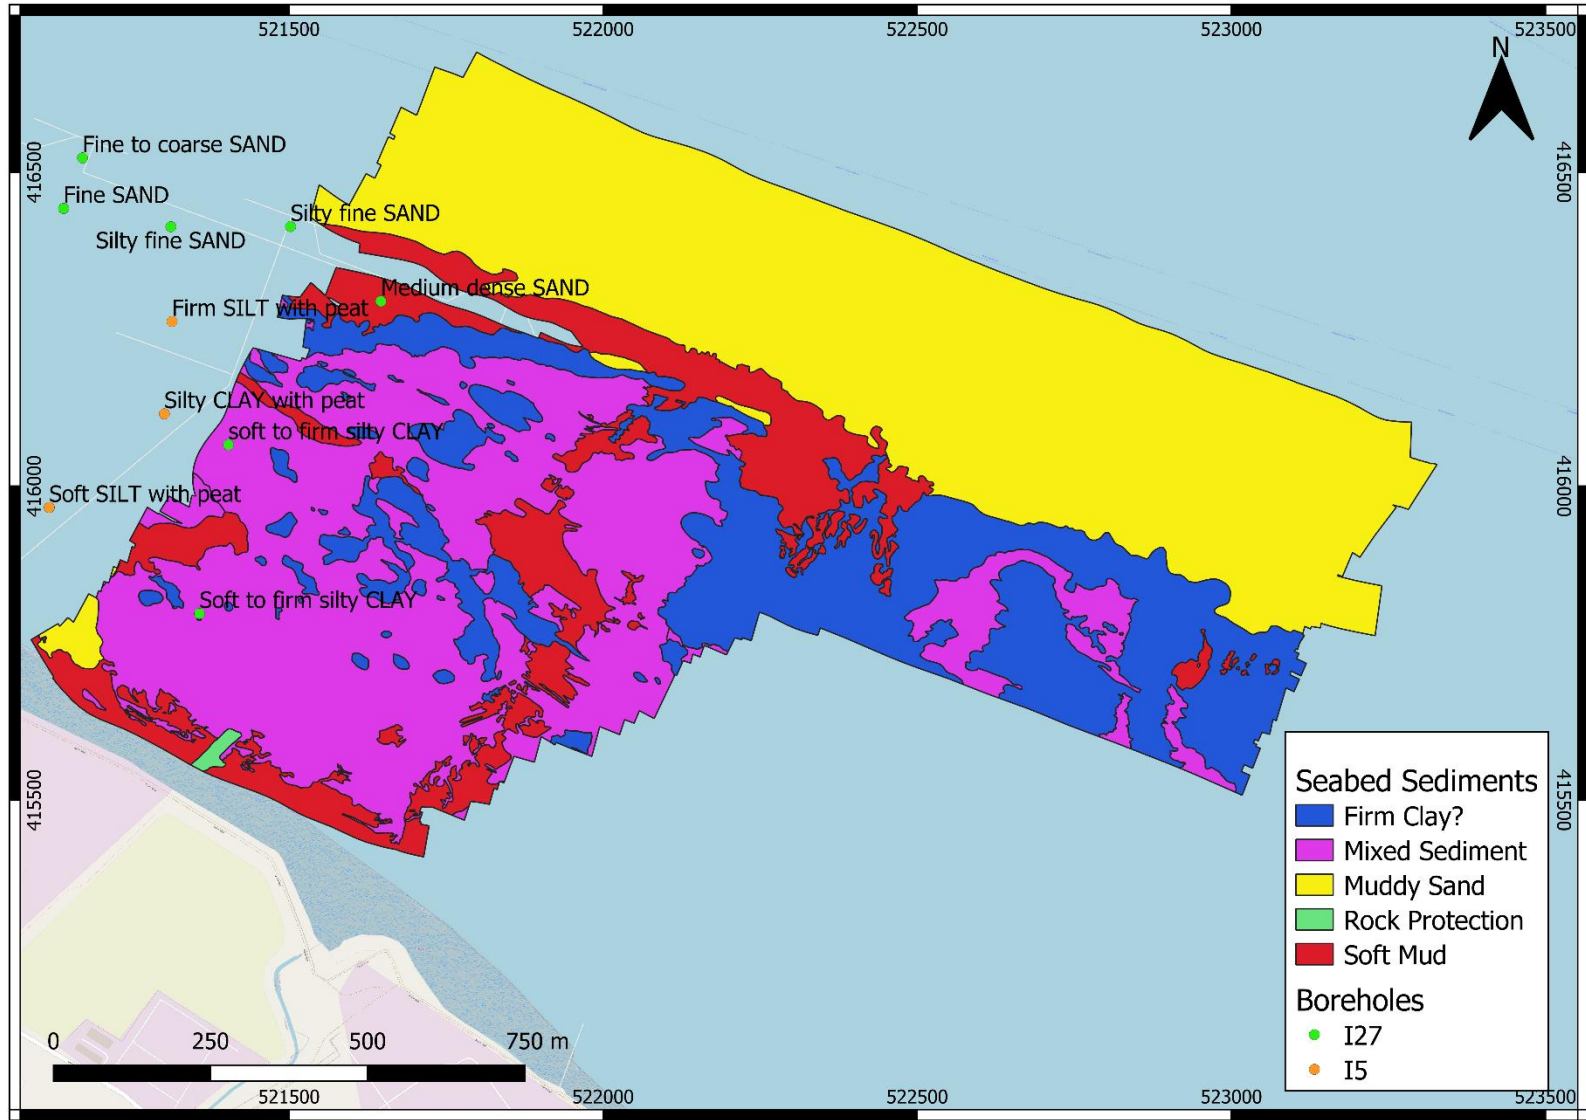 521500 522000 522500 523000 523500
N
416500
416500
Fine to coarse SAND
Fine SAND
Silty fine SAND
Silty fine SAND
Medium dense SAND
Firm SILT with peat
Silty CLAY with peat
soft to firm silty CLAY
416000
416000
Soft SILT with peat
Soft to firm silty CLAY
415500
415500
Seabed Sediments
Firm Clay?
Mixed Sediment
Muddy Sand
Rock Protection
Soft Mud
Boreholes
I27
I5
0 250 500 750 m
521500 522000 522500 523000 523500